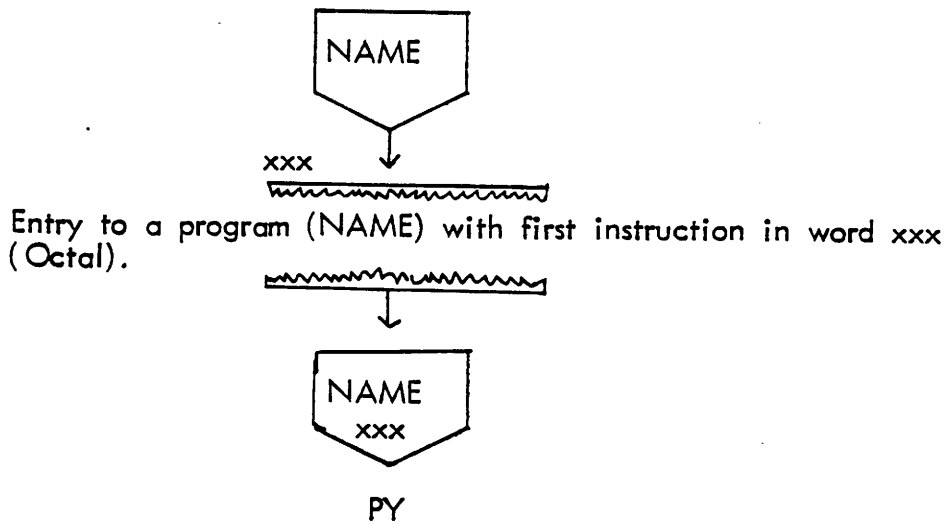 NAME
xxx
Entry to a program (NAME) with first instruction in word xxx
(Octal).
NAME
xxx
PY